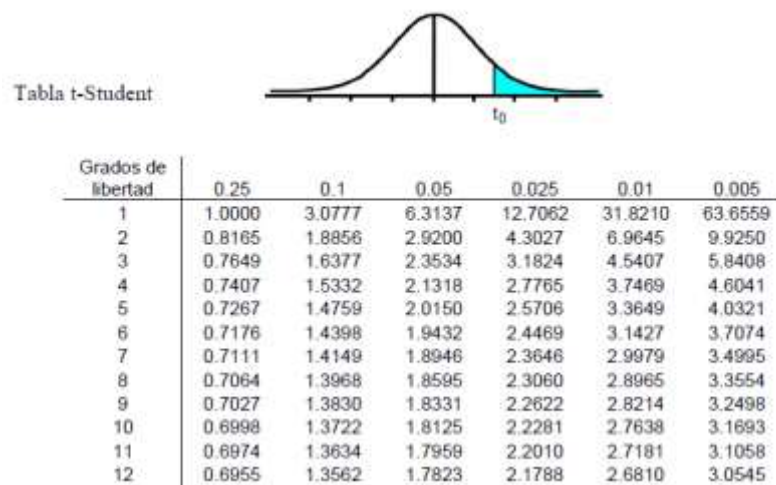 Tabla t-Student
t0
Grados de
libertad 0.25 0.1 0.05 0.025 0.01 0.005
1 1.0000 3.0777 6.3137 12.7062 31.8210 63.6559
2 0.8165 1.8856 2.9200 4.3027 6.9645 9.9250
3 0.7649 1.6377 2.3534 3.1824 4.5407 5.8408
4 0.7407 1.5332 2.1318 2.7765 3.7469 4.6041
5 0.7267 1.4759 2.0150 2.5706 3.3649 4.0321
6 0.7176 1.4398 1.9432 2.4469 3.1427 3.7074
7 0.7111 1.4149 1.8946 2.3646 2.9979 3.4995
8 0.7064 1.3968 1.8595 2.3060 2.8965 3.3554
9 0.7027 1.3830 1.8331 2.2622 2.8214 3.2498
10 0.6998 1.3722 1.8125 2.2281 2.7638 3.1693
11 0.6974 1.3634 1.7959 2.2010 2.7181 3.1058
12 0.6955 1.3562 1.7823 2.1788 2.6810 3.0545